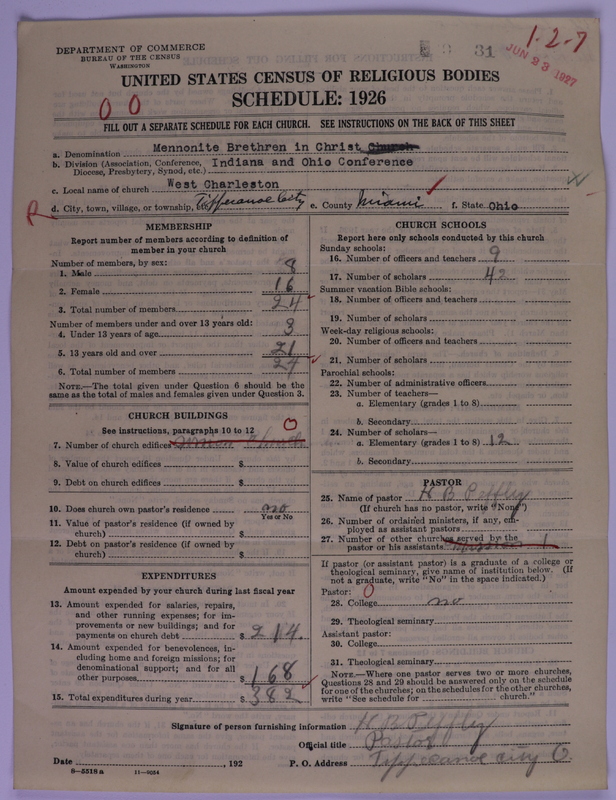 DEPARTMENT OF COMMERCE
BUREAU OF THE CENSUS
WASHINGTON
31
1-2-7
JUN 23 1927
UNITED STATES CENSUS OF RELIGIOUS BODIES
SCHEDULE: 1926
0 0
FILL OUT A SEPARATE SCHEDULE FOR EACH CHURCH. SEE INSTRUCTIONS ON THE BACK OF THIS SHEET
a. Denomination Mennonite Brethren in Christ Church
b. Division (Association, Conference, Diocese, Presbytery, Synod, etc.) Indiana and Ohio Conference
c. Local name of church West Charleston
R d. City, town, village, or township, Tippecanoe City e. County Miami f. State Ohio
MEMBERSHIP
Report number of members according to definition of
member in your church
Number of members, by sex:
1. Male 8
2. Female 16
3. Total number of members 24
Number of members under and over 13 years old:
4. Under 13 years of age 3
5. 13 years old and over 21
6. Total number of members 24
NOTE.—The total given under Question 6 should be the
same as the total of males and females given under Question 3.
CHURCH BUILDINGS
See instructions, paragraphs 10 to 12 0
7. Number of church edifices
8. Value of church edifices $
9. Debt on church edifices $
10. Does church own pastor's residence no
Yes or No
11. Value of pastor's residence (if owned by
church) $
12. Debt on pastor's residence (if owned by
church) $
EXPENDITURES
Amount expended by your church during last fiscal year
13. Amount expended for salaries, repairs,
and other running expenses; for im-
provements or new buildings; and for
payments on church debt $ 214.
14. Amount expended for benevolences, in-
cluding home and foreign missions; for
denominational support; and for all
other purposes $ 168
15. Total expenditures during year $ 382
CHURCH SCHOOLS
Report here only schools conducted by this church
Sunday schools:
16. Number of officers and teachers 9
17. Number of scholars 42
Summer vacation Bible schools:
18. Number of officers and teachers
19. Number of scholars
Week-day religious schools:
20. Number of officers and teachers
21. Number of scholars
Parochial schools:
22. Number of administrative officers
23. Number of teachers—
a. Elementary (grades 1 to 8)
b. Secondary
24. Number of scholars—
a. Elementary (grades 1 to 8) 12
b. Secondary
PASTOR
25. Name of pastor H B Peffley
(If church has no pastor, write "None")
26. Number of ordained ministers, if any, em-
ployed as assistant pastors
27. Number of other churches served by the
pastor or his assistants Mission 1
If pastor (or assistant pastor) is a graduate of a college or
theological seminary, give name of institution below. (If
not a graduate, write "No" in the space indicated.)
Pastor: 0
28. College no
29. Theological seminary
Assistant pastor:
30. College
31. Theological seminary
NOTE.—Where one pastor serves two or more churches,
Questions 28 and 29 should be answered only on the schedule
for one of the churches; on the schedules for the other churches,
write "See schedule for church."
Signature of person furnishing information H B Peffley
Official title Pastor
Date , 192 P. O. Address Tippecanoe city O.
8-5518 a 11-9054